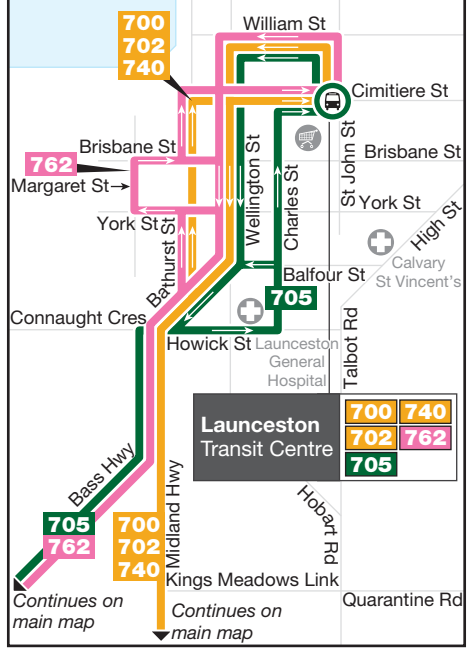 700
702
740
William St
Cimitiere St
Brisbane St
Brisbane St
762
Margaret St
York St
York St
Bathurst St
Wellington St
Charles St
St John St
High St
Calvary
St Vincent's
Balfour St
705
Connaught Cres
Howick St
Launceston
General
Hospital
Talbot Rd
Launceston
Transit Centre
700
740
702
762
705
Bass Hwy
Midland Hwy
Hobart Rd
705
762
700
702
740
Kings Meadows Link
Quarantine Rd
Continues on
main map
Continues on
main map